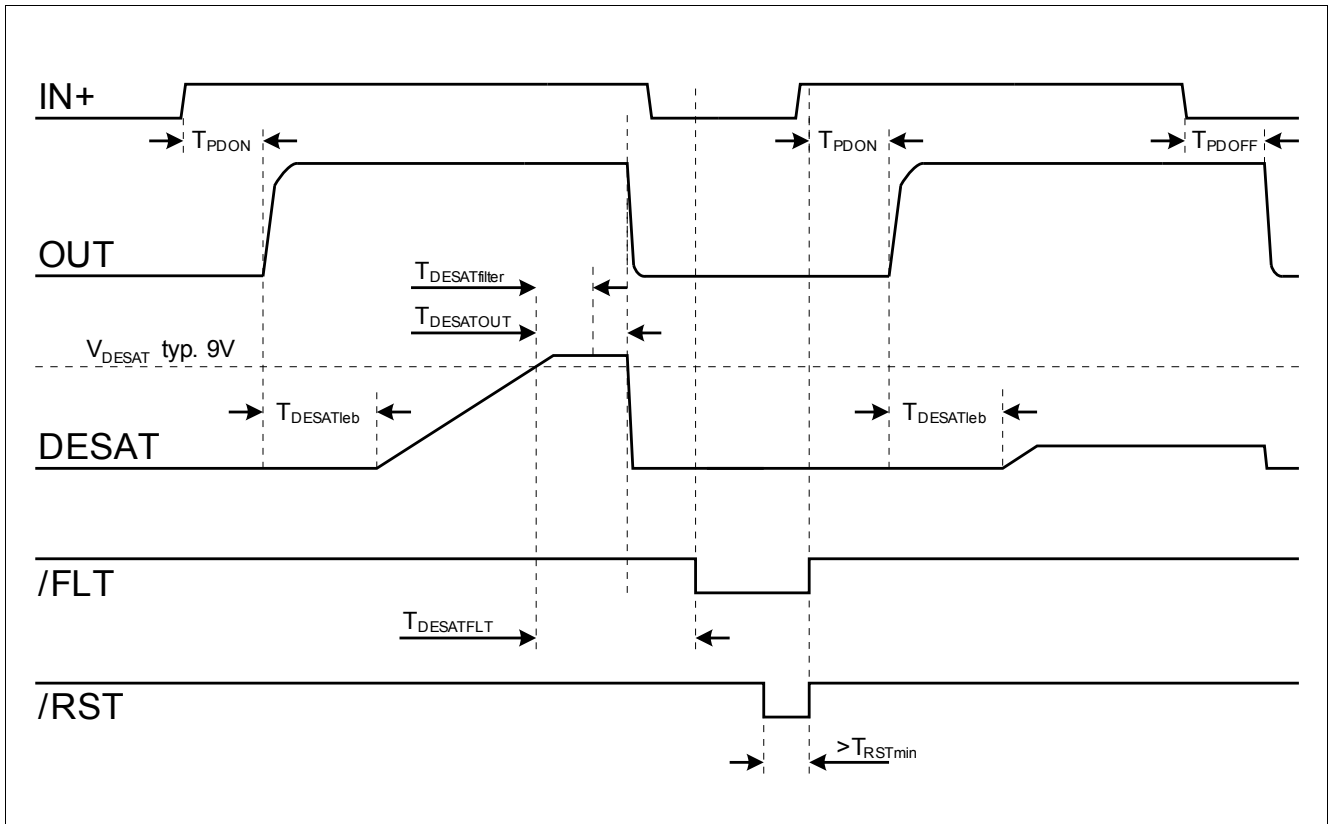 IN+
TPDON
TPDON
TPDOFF
OUT
TDESATfilter
TDESATOUT
VDESAT typ. 9V
TDESATleb
TDESATleb
DESAT
/FLT
TDESATFLT
/RST
>TRSTmin